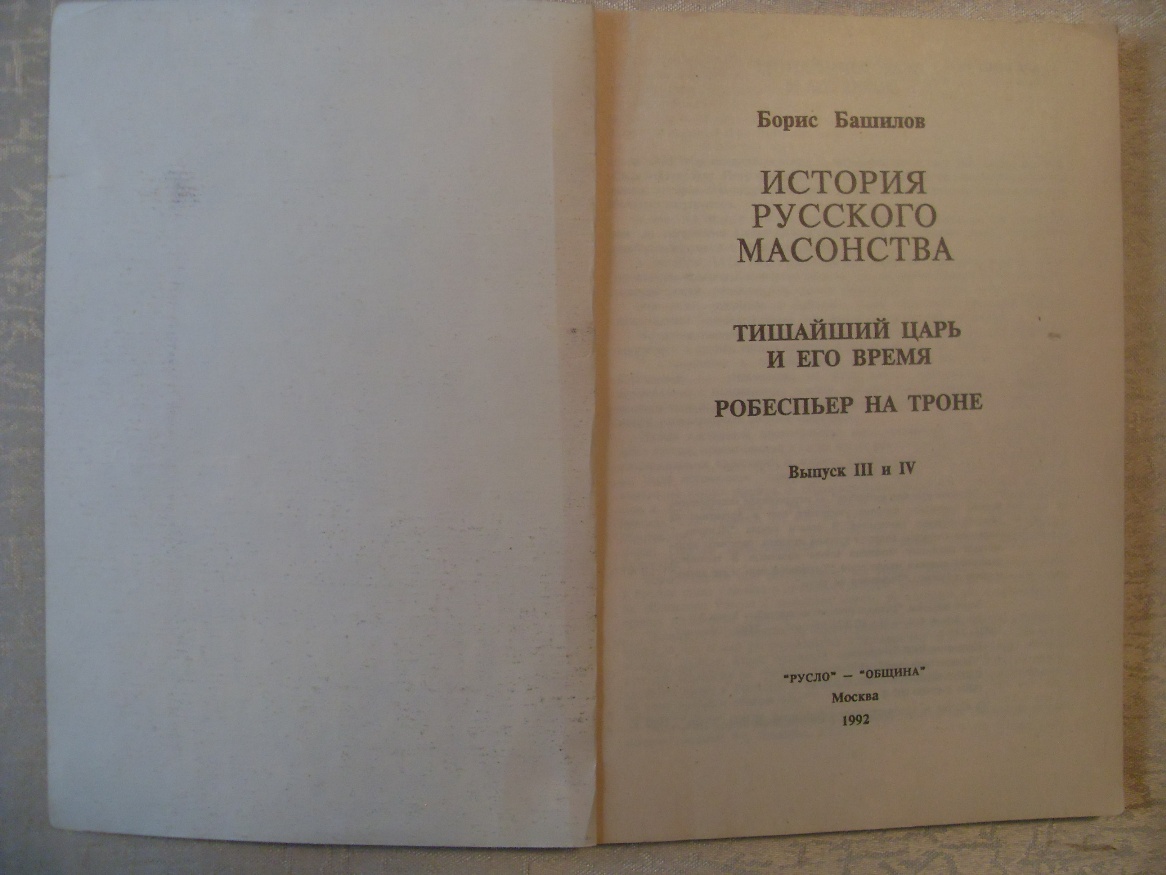 Борис Башилов
ИСТОРИЯ
РУССКОГО
МАСОНСТВА
ТИШАЙШИЙ ЦАРЬ
И ЕГО ВРЕМЯ
РОБЕСПЬЕР НА ТРОНЕ
Выпуск III и IV
"РУСЛО" — "ОБЩИНА"
Москва
1992